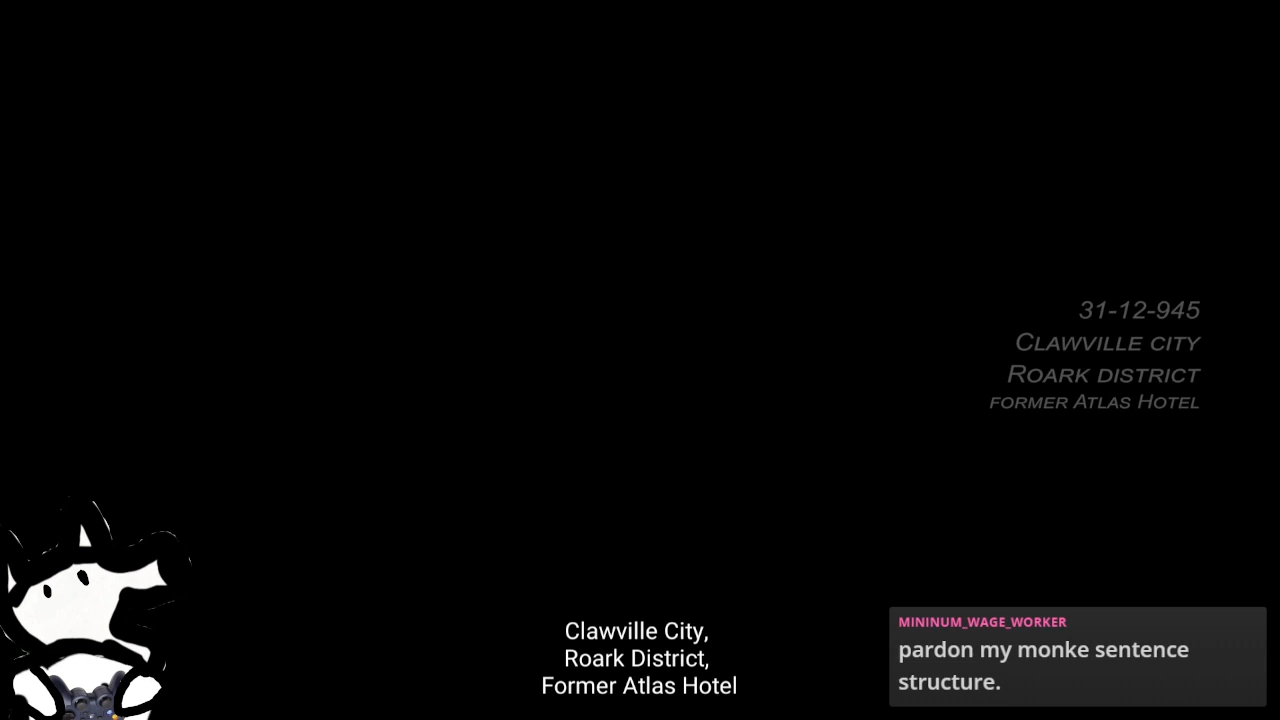 31-12-945
Clawville city
Roark district
former Atlas Hotel
Clawville City,
Roark District,
Former Atlas Hotel
MININUM_WAGE_WORKER
pardon my monke sentence
structure.